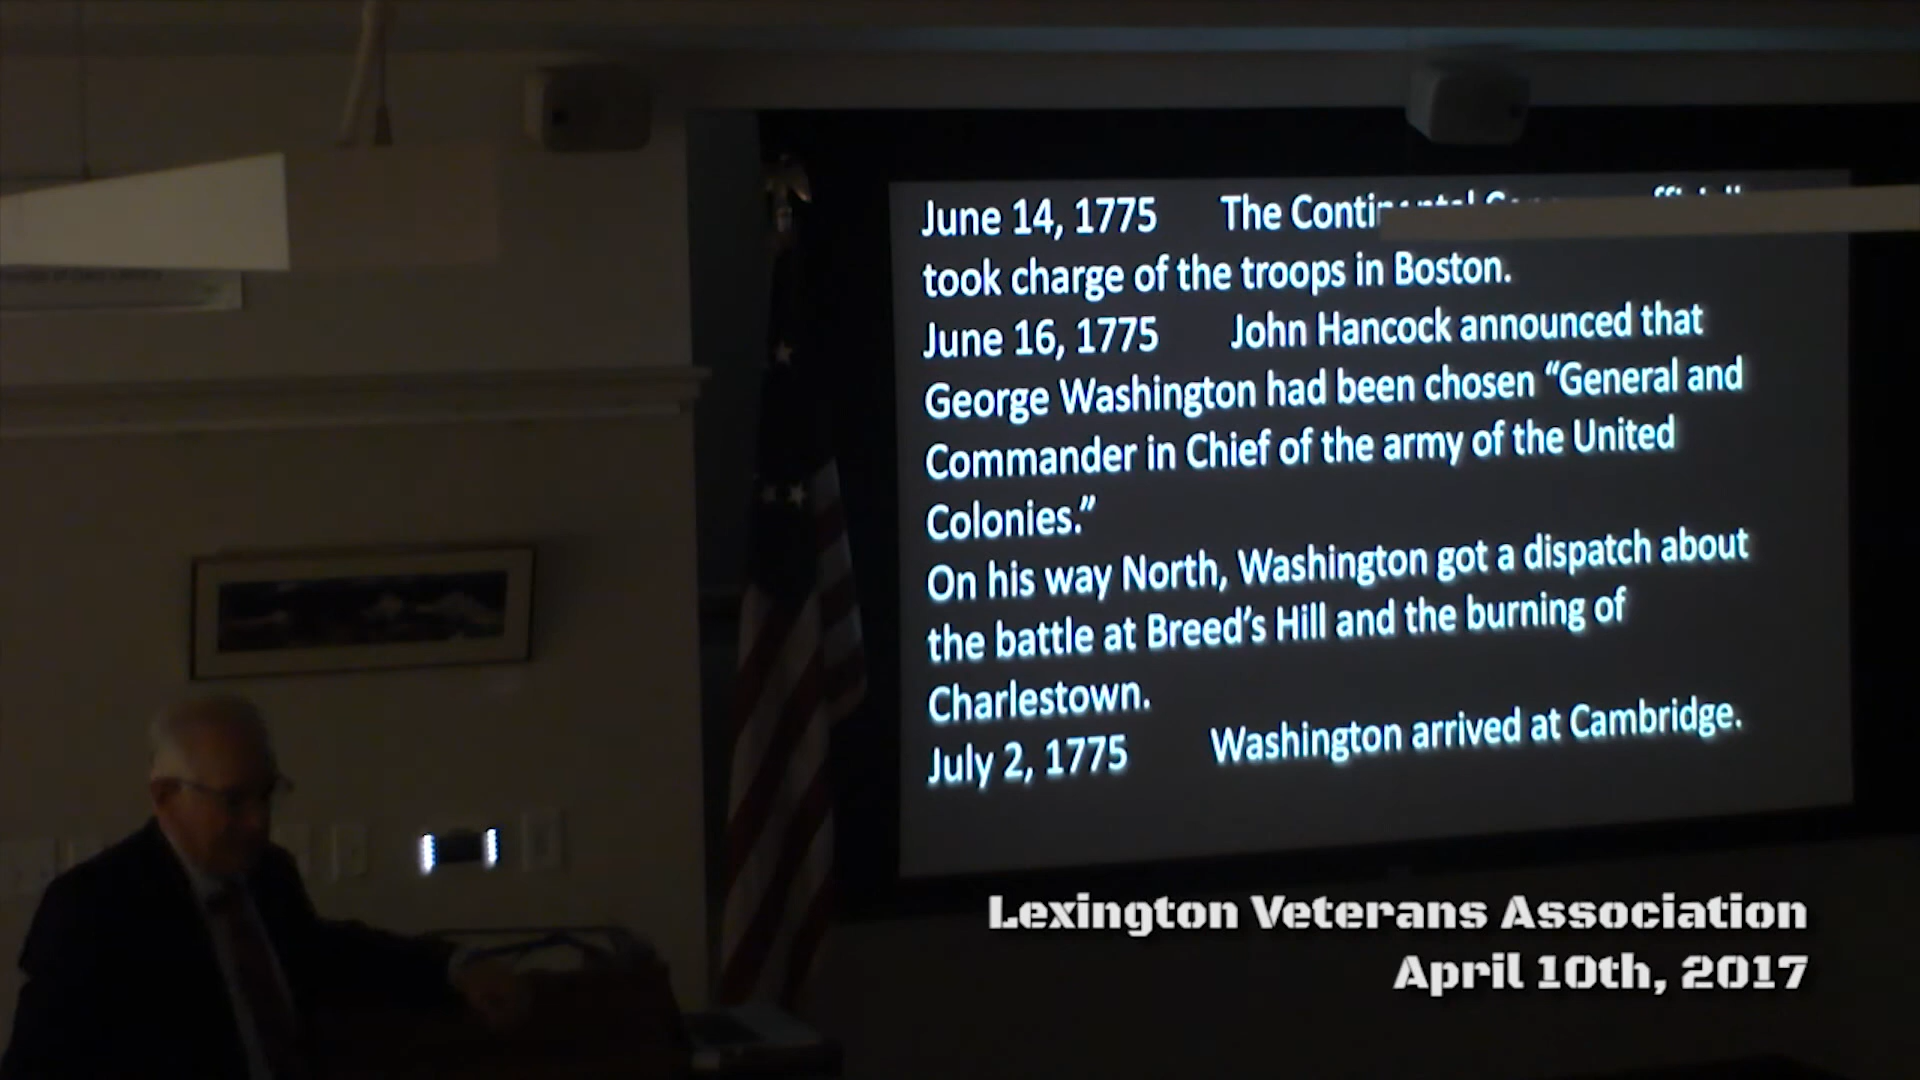 June 14, 1775 The
took charge of the troops in Boston.
June 16, 1775 John Hancock announced that
George Washington had been chosen “General and
Commander in Chief of the army of the United
Colonies.”
On his way North, Washington got a dispatch about
the battle at Breed’s Hill and the burning of
Charlestown.
July 2, 1775 Washington arrived at Cambridge.
Lexington Veterans Association
April 10th, 2017